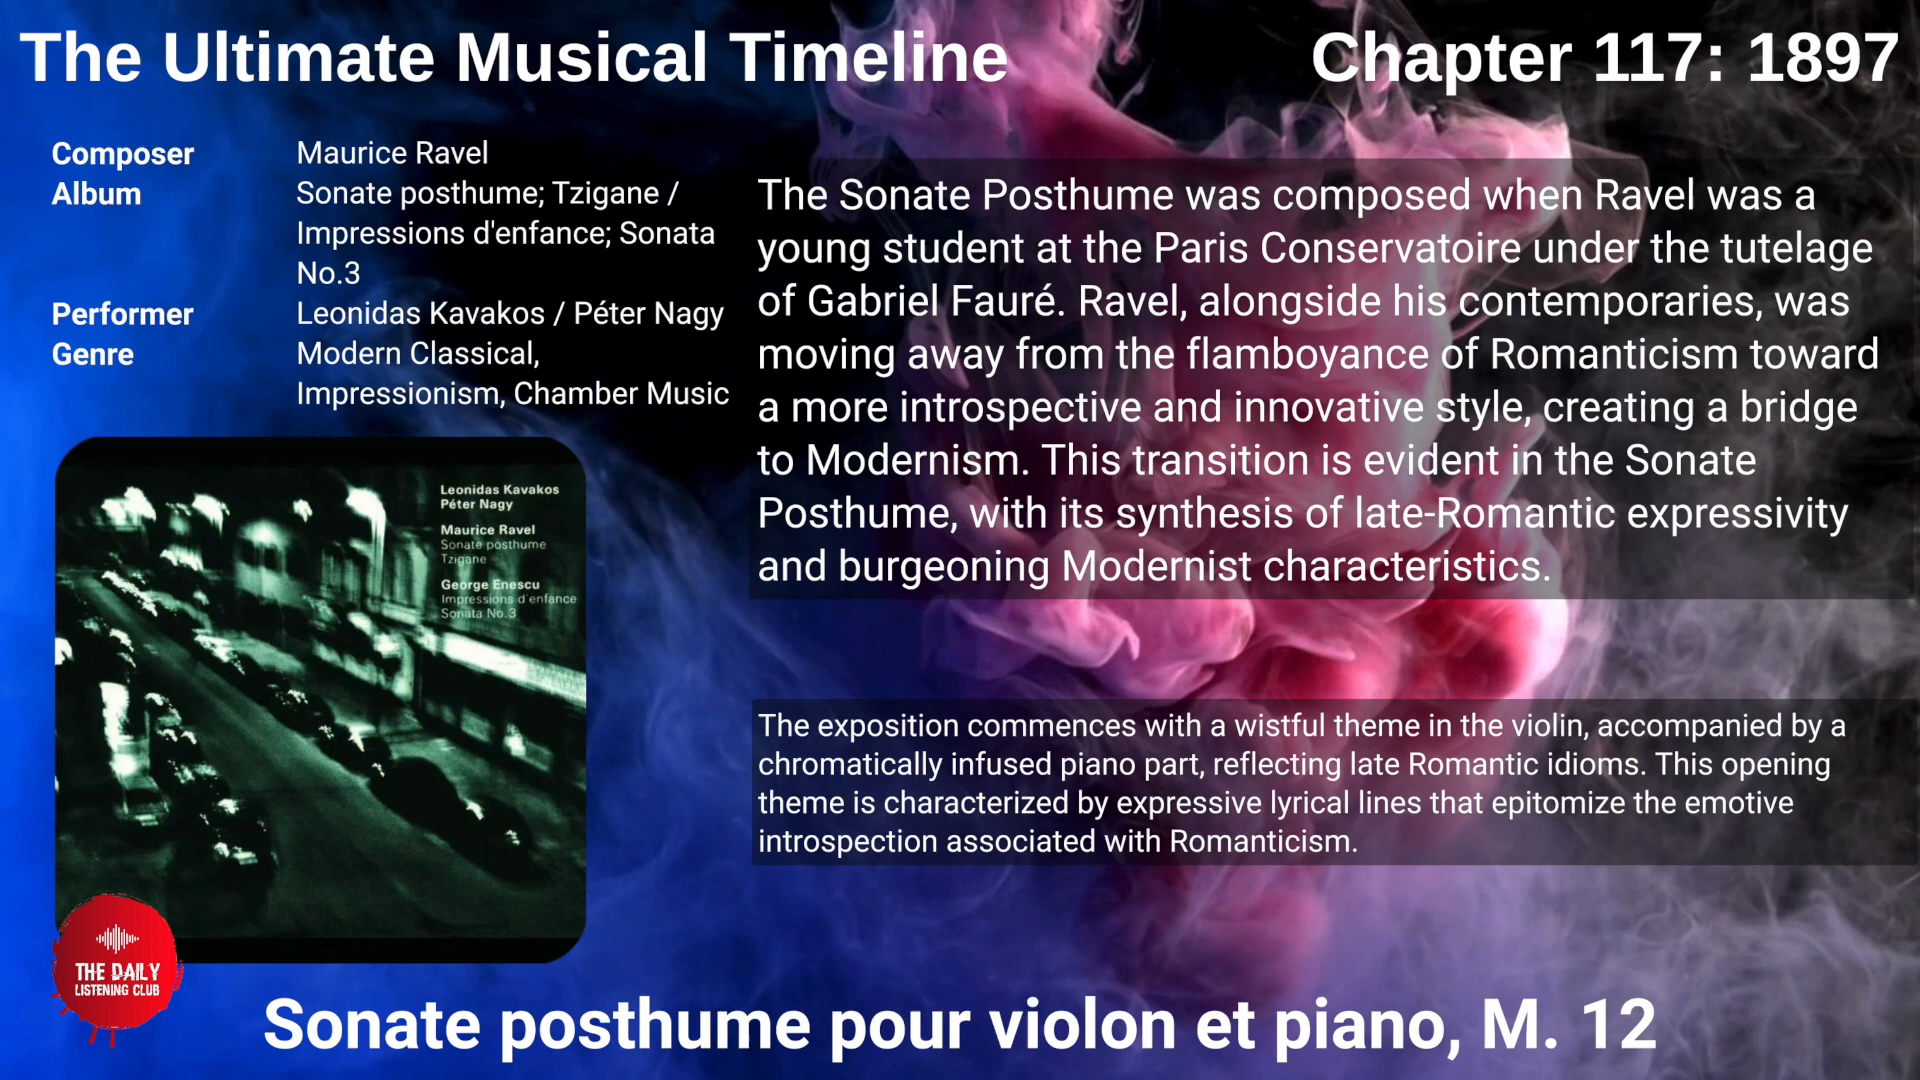 The Ultimate Musical Timeline
Chapter 117: 1897
Composer Maurice Ravel
Album Sonate posthume; Tzigane /
Impressions d'enfance; Sonata
No.3
Performer Leonidas Kavakos / Péter Nagy
Genre Modern Classical,
Impressionism, Chamber Music
The Sonate Posthume was composed when Ravel was a
young student at the Paris Conservatoire under the tutelage
of Gabriel Fauré. Ravel, alongside his contemporaries, was
moving away from the flamboyance of Romanticism toward
a more introspective and innovative style, creating a bridge
to Modernism. This transition is evident in the Sonate
Posthume, with its synthesis of late-Romantic expressivity
and burgeoning Modernist characteristics.
Leonidas Kavakos
Péter Nagy
Maurice Ravel
Sonate posthume
Tzigane
George Enescu
Impressions d'enfance
Sonata No.3
The exposition commences with a wistful theme in the violin, accompanied by a
chromatically infused piano part, reflecting late Romantic idioms. This opening
theme is characterized by expressive lyrical lines that epitomize the emotive
introspection associated with Romanticism.
THE DAILY
LISTENING CLUB
Sonate posthume pour violon et piano, M. 12